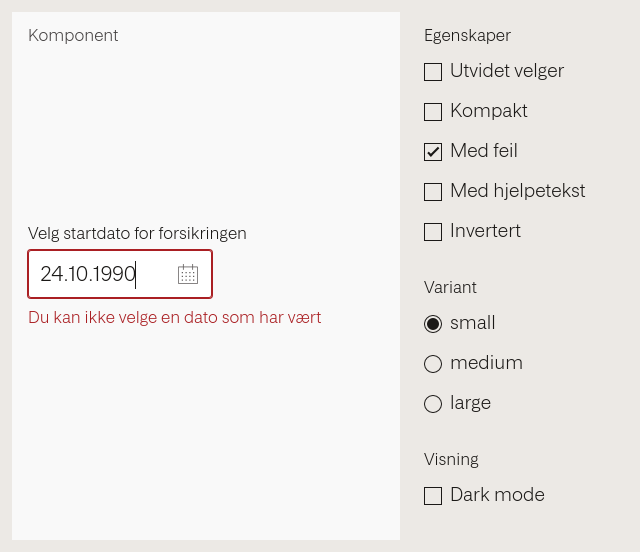 Komponent
Velg startdato for forsikringen
24.10.1990
Du kan ikke velge en dato som har vært
Egenskaper
Utvidet velger
Kompakt
Med feil
Med hjelpetekst
Invertert
Variant
small
medium
large
Visning
Dark mode